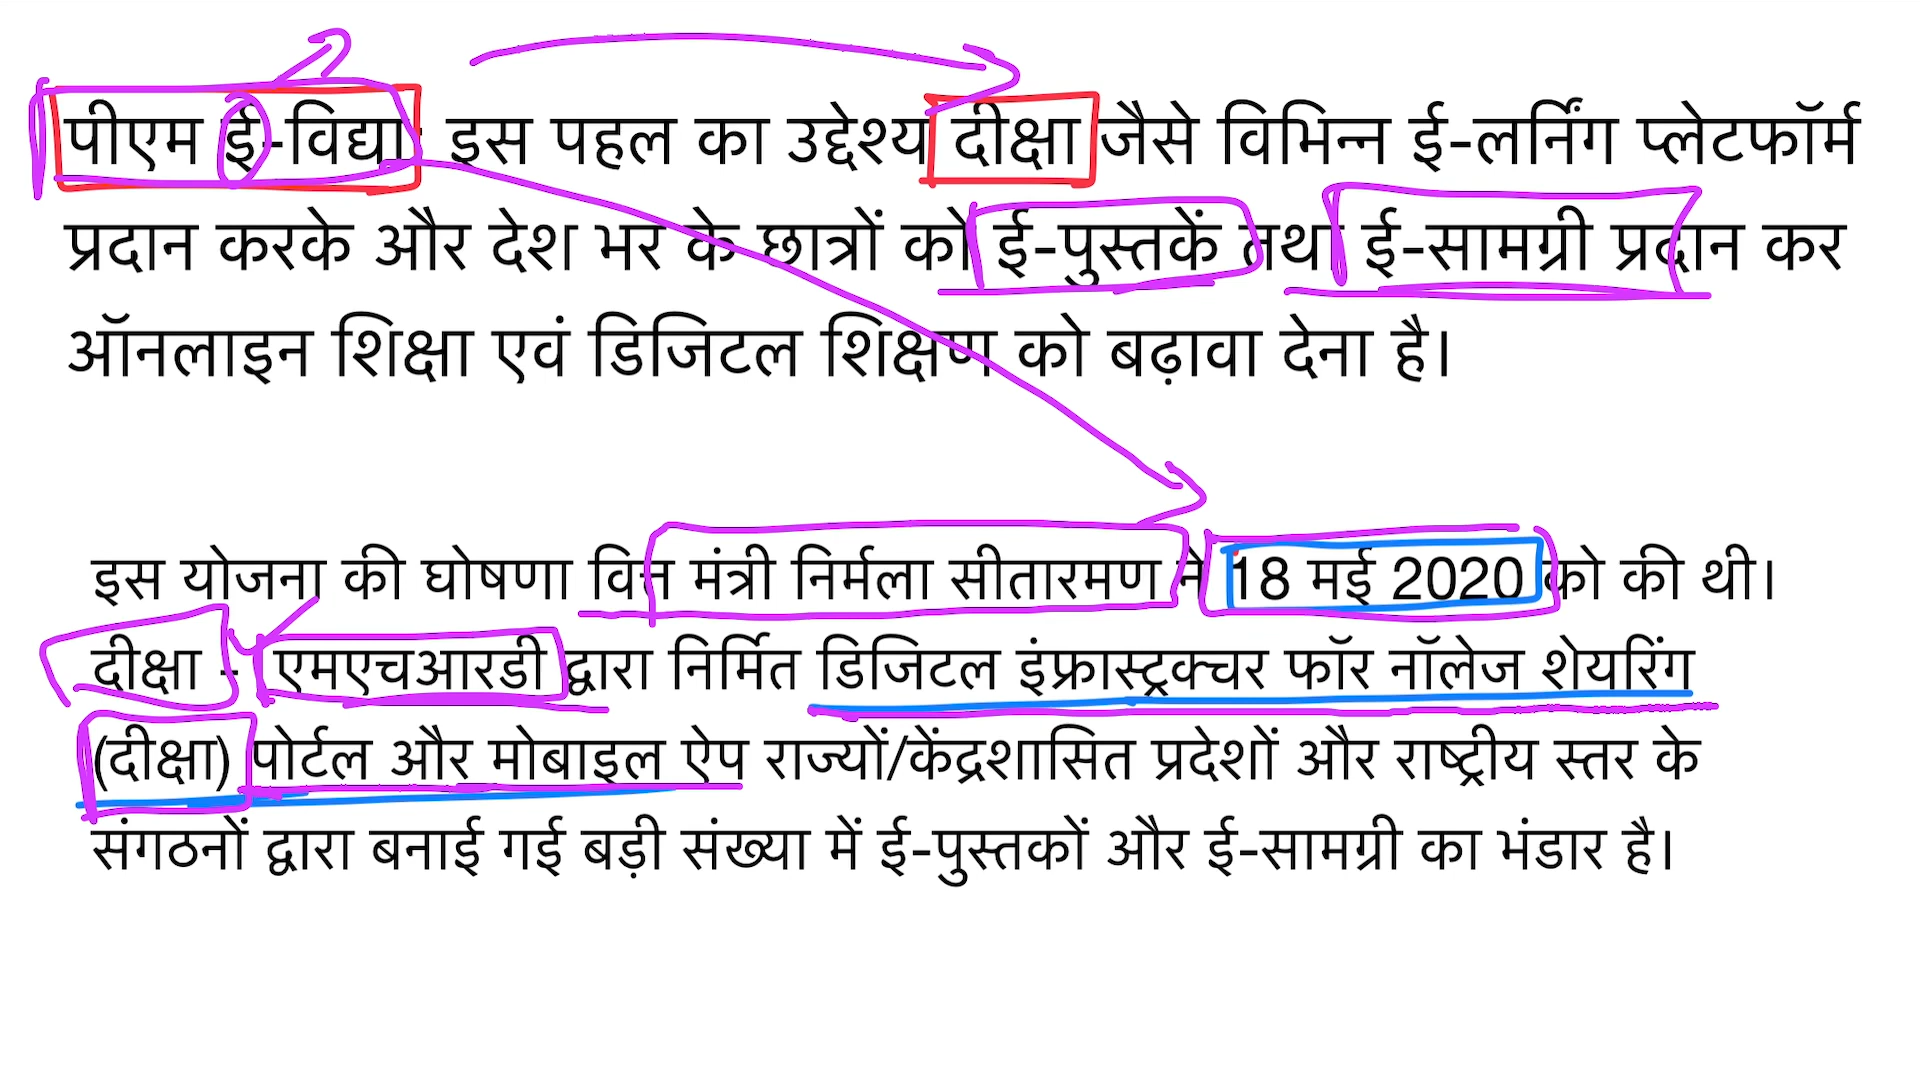 पीएम ई-विद्या: इस पहल का उद्देश्य दीक्षा जैसे विभिन्न ई-लर्निंग प्लेटफॉर्म
प्रदान करके और देश भर के छात्रों को ई-पुस्तकें तथा ई-सामग्री प्रदान कर
ऑनलाइन शिक्षा एवं डिजिटल शिक्षण को बढ़ावा देना है।
इस योजना की घोषणा वित्त मंत्री निर्मला सीतारमण ने 18 मई 2020 को की थी।
दीक्षा - एमएचआरडी द्वारा निर्मित डिजिटल इंफ्रास्ट्रक्चर फॉर नॉलेज शेयरिंग
(दीक्षा) पोर्टल और मोबाइल ऐप राज्यों/केंद्रशासित प्रदेशों और राष्ट्रीय स्तर के
संगठनों द्वारा बनाई गई बड़ी संख्या में ई-पुस्तकों और ई-सामग्री का भंडार है।